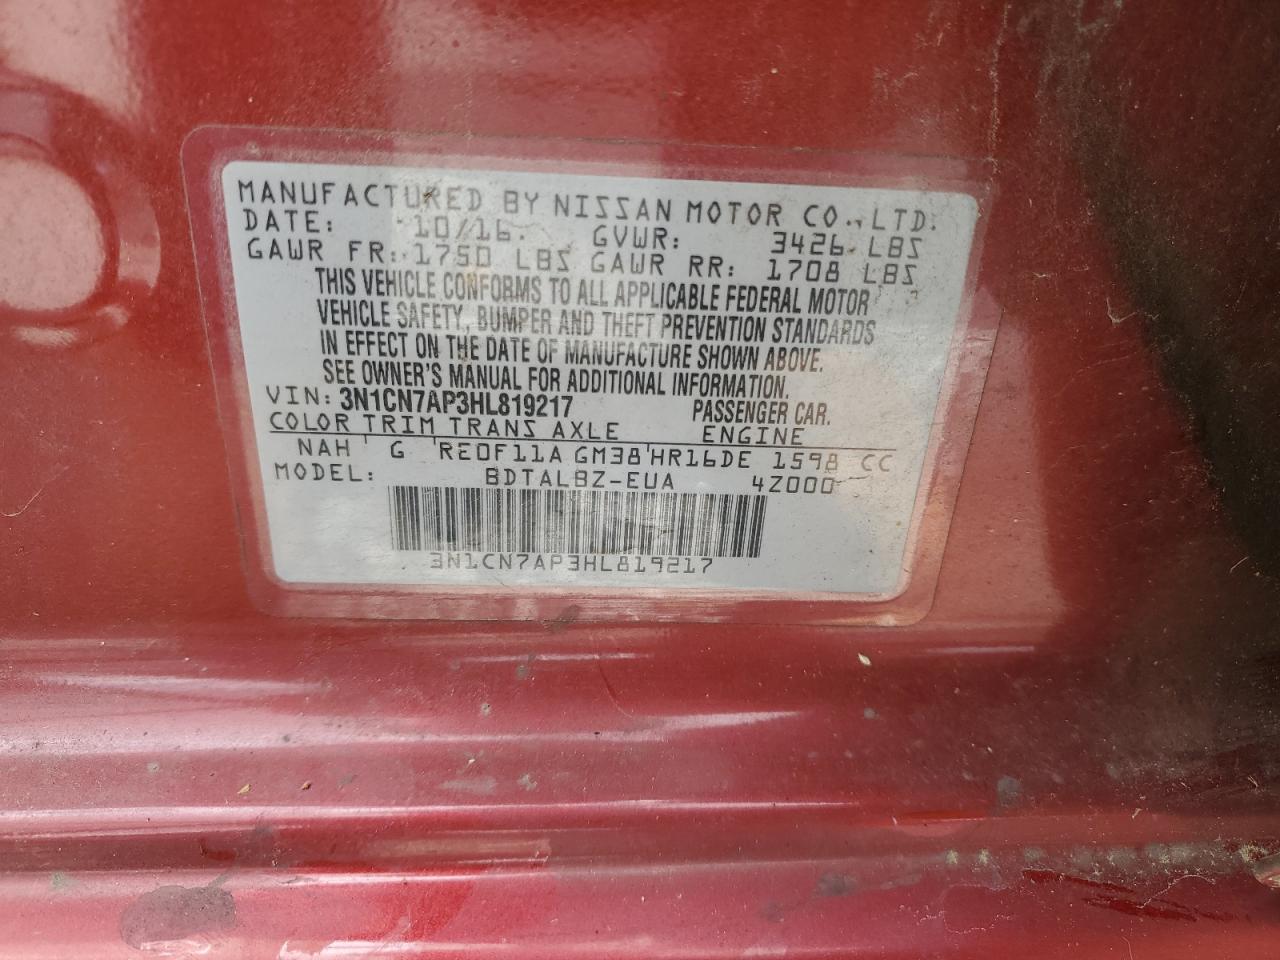 MANUFACTURED BY NISSAN MOTOR CO., LTD.
DATE: 10/16. GVWR: 3426 LBS
GAWR FR: 1750 LBS GAWR RR: 1708 LBS
THIS VEHICLE CONFORMS TO ALL APPLICABLE FEDERAL MOTOR
VEHICLE SAFETY, BUMPER AND THEFT PREVENTION STANDARDS
IN EFFECT ON THE DATE OF MANUFACTURE SHOWN ABOVE.
SEE OWNER'S MANUAL FOR ADDITIONAL INFORMATION.
VIN: 3N1CN7AP3HL819217 PASSENGER CAR.
COLOR TRIM TRANS AXLE ENGINE
NAH G RE0F11A GM38 HR16DE 1598 CC
MODEL: BDTALBZ-EUA 4Z000
3N1CN7AP3HL819217